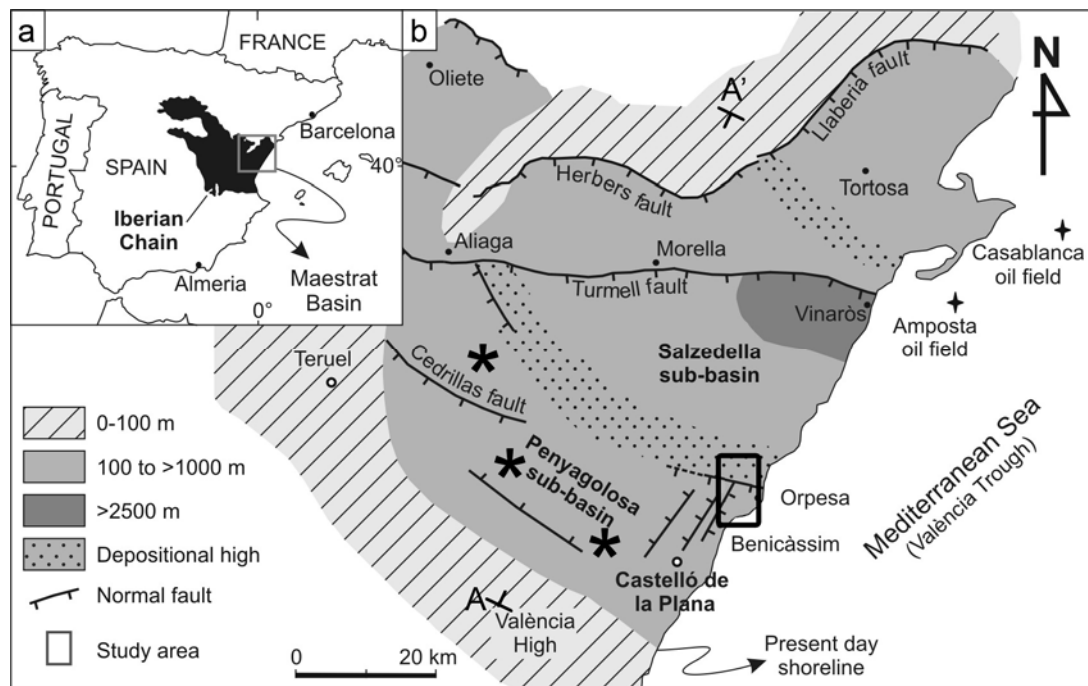 a
FRANCE
PORTUGAL
SPAIN
Barcelona
40°
Iberian
Chain
Almeria
0°
Maestrat
Basin
b
N
Oliete
A'
Llaberia fault
Herbers fault
Tortosa
Aliaga
Morella
Turmell fault
Casablanca
oil field
Vinaròs
Amposta
oil field
Teruel
Cedrillas fault
Salzedella
sub-basin
Penyagolosa
sub-basin
Orpesa
Benicàssim
Mediterranean Sea
(València Trough)
Castelló de
la Plana
A
València
High
Present day
shoreline
0-100 m
100 to >1000 m
>2500 m
Depositional high
Normal fault
Study area
0 20 km